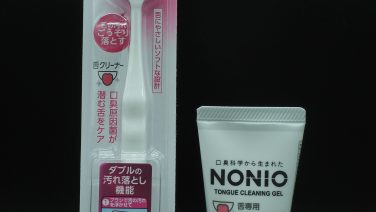 ごっそり
落とす
舌にやさしい
ソフトな設計
舌クリーナー
口臭原因菌が
潜む舌をケア
ダブルの
汚れ落とし
機能
1
口臭科学から生まれた
NONIO
TONGUE CLEANING GEL
舌専用